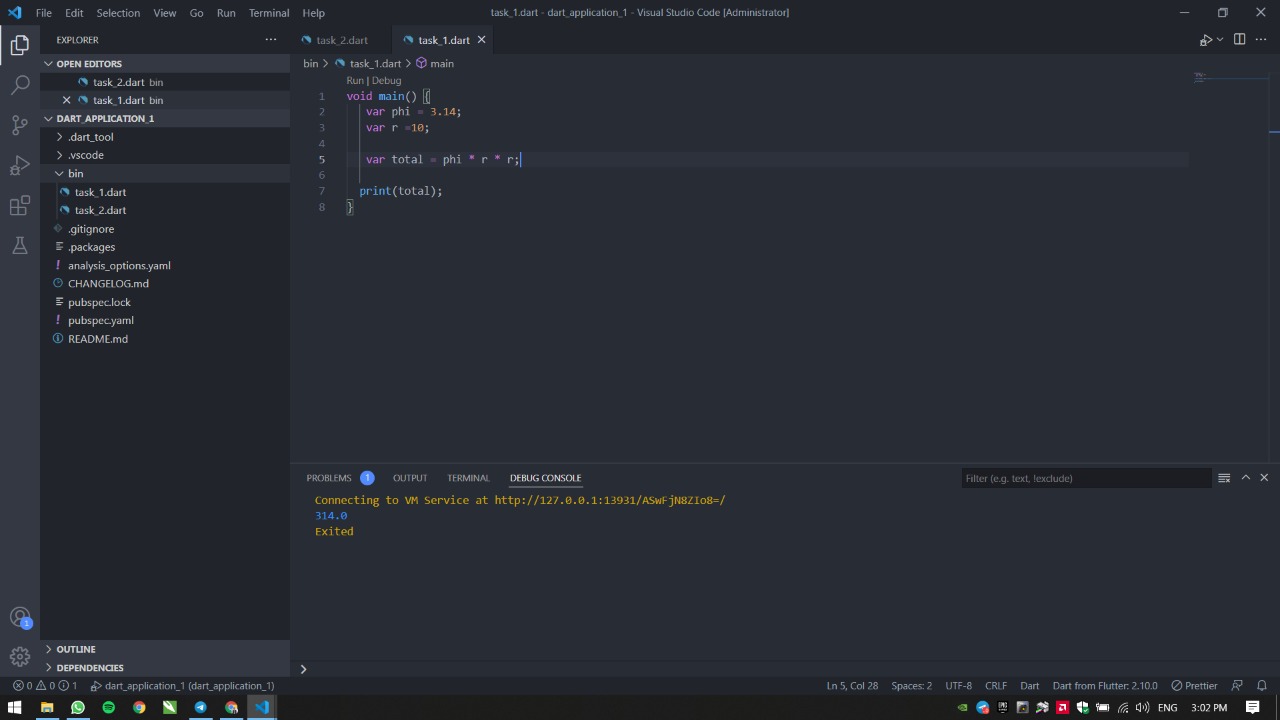 File Edit Selection View Go Run Terminal Help
task_1.dart - dart_application_1 - Visual Studio Code [Administrator]
EXPLORER
OPEN EDITORS
task_2.dart bin
task_1.dart bin
DART_APPLICATION_1
.dart_tool
.vscode
bin
task_1.dart
task_2.dart
.gitignore
.packages
analysis_options.yaml
CHANGELOG.md
pubspec.lock
pubspec.yaml
README.md
OUTLINE
DEPENDENCIES
task_2.dart task_1.dart
bin > task_1.dart > main
Run | Debug
1 void main() {
2 var phi = 3.14;
3 var r =10;
4
5 var total = phi * r * r;
6
7 print(total);
8 }
PROBLEMS 1 OUTPUT TERMINAL DEBUG CONSOLE
Filter (e.g. text, !exclude)
Connecting to VM Service at http://127.0.0.1:13931/ASwFjN8ZIo8=/
314.0
Exited
1
0 0 1 dart_application_1 (dart_application_1)
Ln 5, Col 28 Spaces: 2 UTF-8 CRLF Dart Dart from Flutter: 2.10.0 Prettier
ENG 3:02 PM